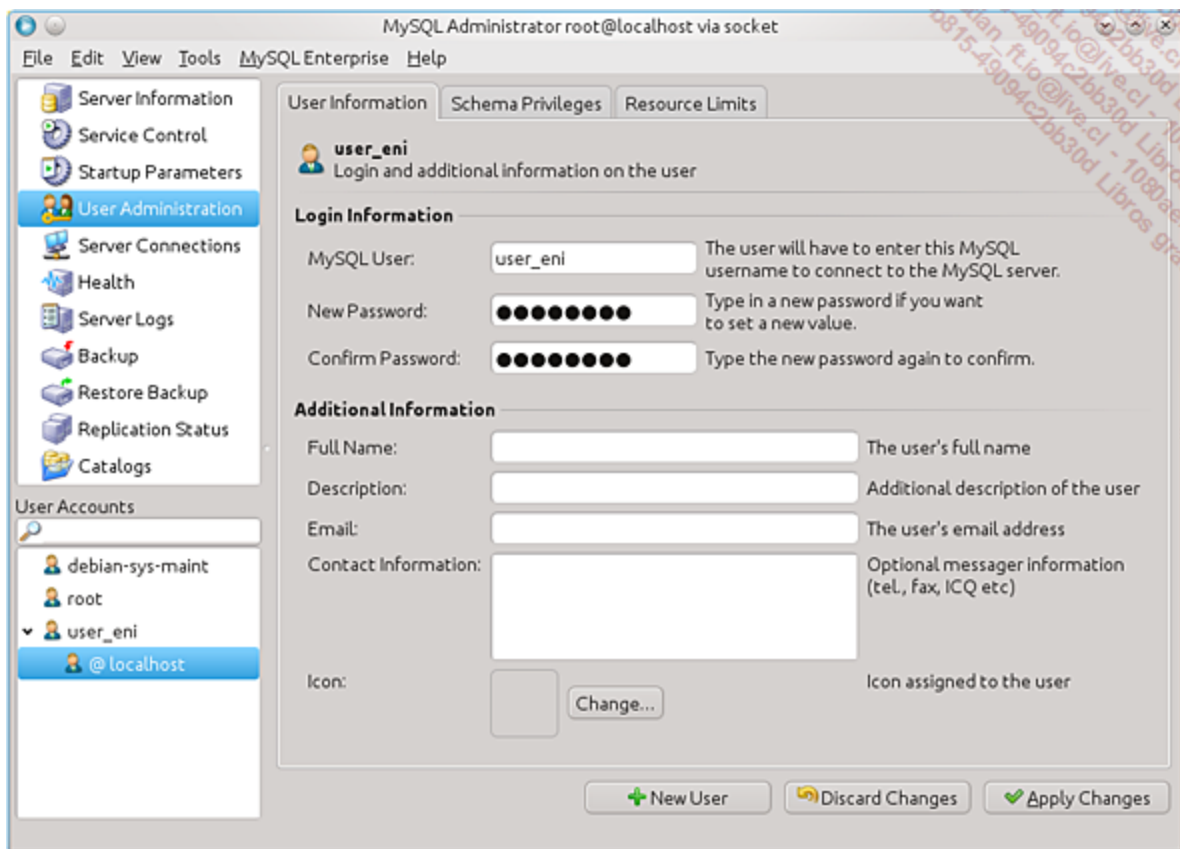 MySQL Administrator root@localhost via socket
File Edit View Tools MySQL Enterprise Help
Server Information
Service Control
Startup Parameters
User Administration
Server Connections
Health
Server Logs
Backup
Restore Backup
Replication Status
Catalogs
User Accounts
debian-sys-maint
root
user_eni
@ localhost
User Information Schema Privileges Resource Limits
user_eni
Login and additional information on the user
Login Information
MySQL User: user_eni The user will have to enter this MySQL
username to connect to the MySQL server.
New Password: ●●●●●●●● Type in a new password if you want
to set a new value.
Confirm Password: ●●●●●●●● Type the new password again to confirm.
Additional Information
Full Name: The user's full name
Description: Additional description of the user
Email: The user's email address
Contact Information: Optional messager information
(tel., fax, ICQ etc)
Icon: Change... Icon assigned to the user
New User Discard Changes Apply Changes